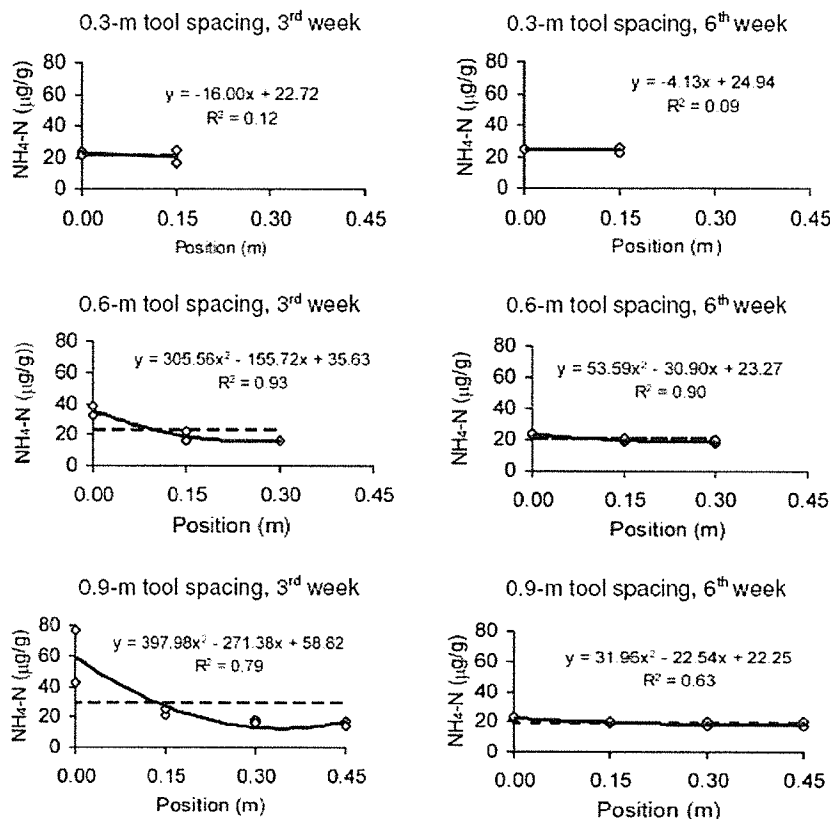 0.3-m tool spacing, 3rd week
NH4-N (µg/g)
80
60
40
20
0
y = -16.00x + 22.72
R² = 0.12
0.00 0.15 0.30 0.45
Position (m)
0.3-m tool spacing, 6th week
NH4-N (µg/g)
80
60
40
20
0
y = -4.13x + 24.94
R² = 0.09
0.00 0.15 0.30 0.45
Position (m)
0.6-m tool spacing, 3rd week
NH4-N (µg/g))
80
60
40
20
0
y = 305.56x² - 155.72x + 35.63
R² = 0.93
0.00 0.15 0.30 0.45
Position (m)
0.6-m tool spacing, 6th week
NH4-N (µg/g)
80
60
40
20
0
y = 53.59x² - 30.90x + 23.27
R² = 0.90
0.00 0.15 0.30 0.45
Position (m)
0.9-m tool spacing, 3rd week
NH4-N (µg/g)
80
60
40
20
0
y = 397.98x² - 271.38x + 58.82
R² = 0.79
0.00 0.15 0.30 0.45
Position (m)
0.9-m tool spacing, 6th week
NH4-N (µg/g)
80
60
40
20
0
y = 31.95x² - 22.54x + 22.25
R² = 0.63
0.00 0.15 0.30 0.45
Position (m)